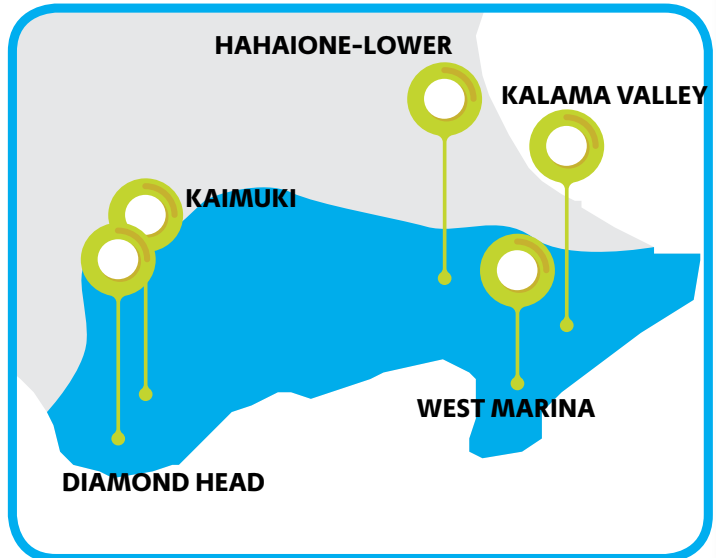 HAHAIONE-LOWER
KALAMA VALLEY
KAIMUKI
WEST MARINA
DIAMOND HEAD